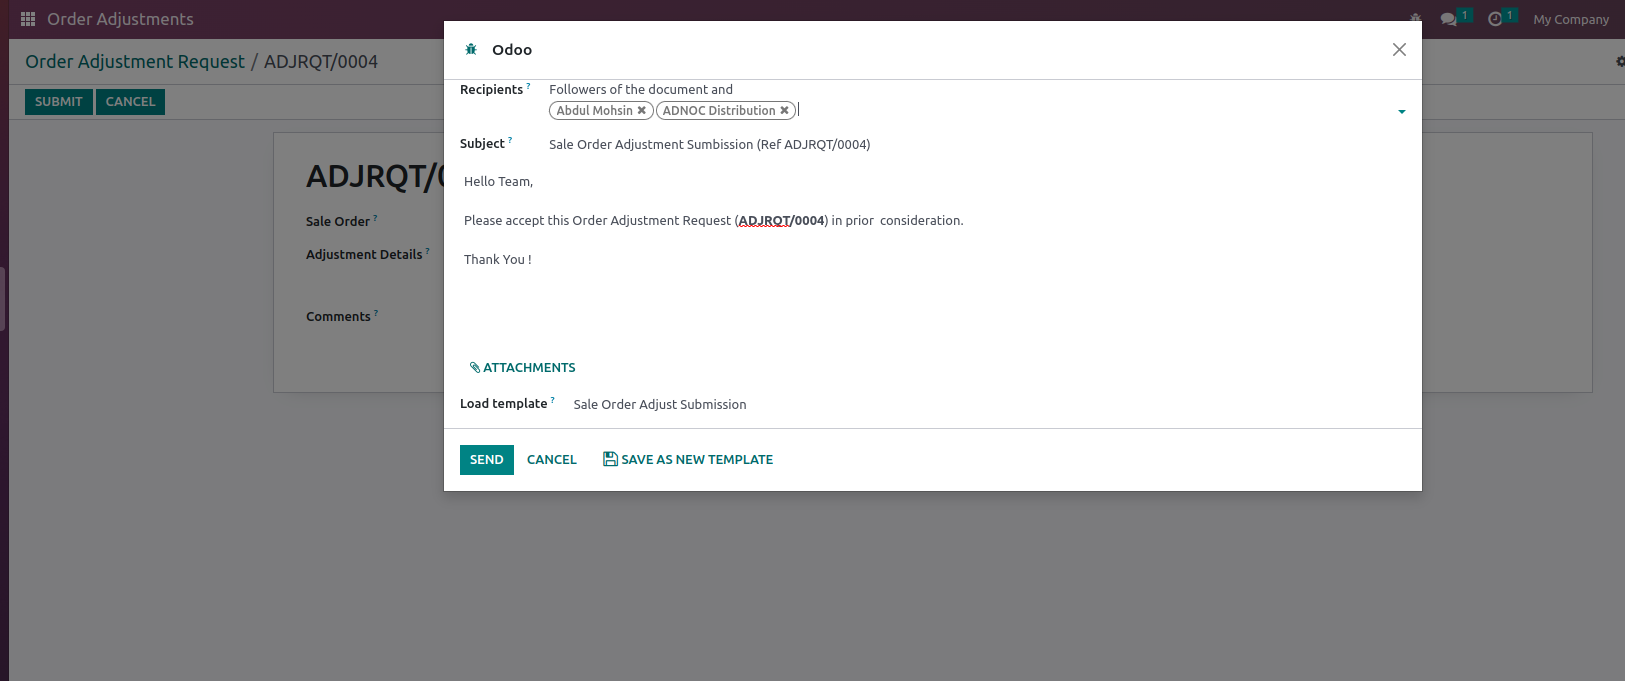 Order Adjustments
1
1
My Company
Order Adjustment Request / ADJRQT/0004
SUBMIT CANCEL
ADJRQT/0
Sale Order ?
Adjustment Details ?
Comments ?
Odoo
Recipients ? Followers of the document and
Abdul Mohsin ✖ ADNOC Distribution ✖
Subject ? Sale Order Adjustment Sumbission (Ref ADJRQT/0004)
Hello Team,
Please accept this Order Adjustment Request (ADJRQT/0004) in prior  consideration.
Thank You !
ATTACHMENTS
Load template ? Sale Order Adjust Submission
SEND CANCEL SAVE AS NEW TEMPLATE